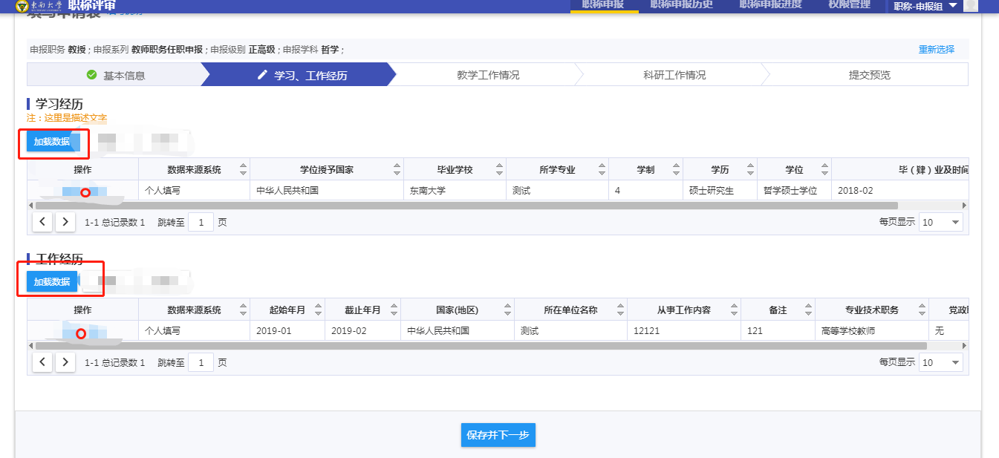 东南大学 职称评审 职称申报 职称申报历史 职称申报进度 权限管理 职称-申报组
填写申请表
申报职务 教授 ; 申报系列 教师职务任职申报 ; 申报级别 正高级 ; 申报学科 哲学 ; 重新选择
基本信息 学习、工作经历 教学工作情况 科研工作情况 提交预览
学习经历
注：这里是描述文字
加载数据
操作 数据来源系统 学位授予国家 毕业学校 所学专业 学制 学历 学位 毕（肄）业及时间
个人填写 中华人民共和国 东南大学 测试 4 硕士研究生 哲学硕士学位 2018-02
1-1 总记录数 1 跳转至 1 页 每页显示 10
工作经历
加载数据
操作 数据来源系统 起始年月 截止年月 国家(地区) 所在单位名称 从事工作内容 备注 专业技术职务 党政
个人填写 2019-01 2019-02 中华人民共和国 测试 12121 121 高等学校教师 无
1-1 总记录数 1 跳转至 1 页 每页显示 10
保存并下一步